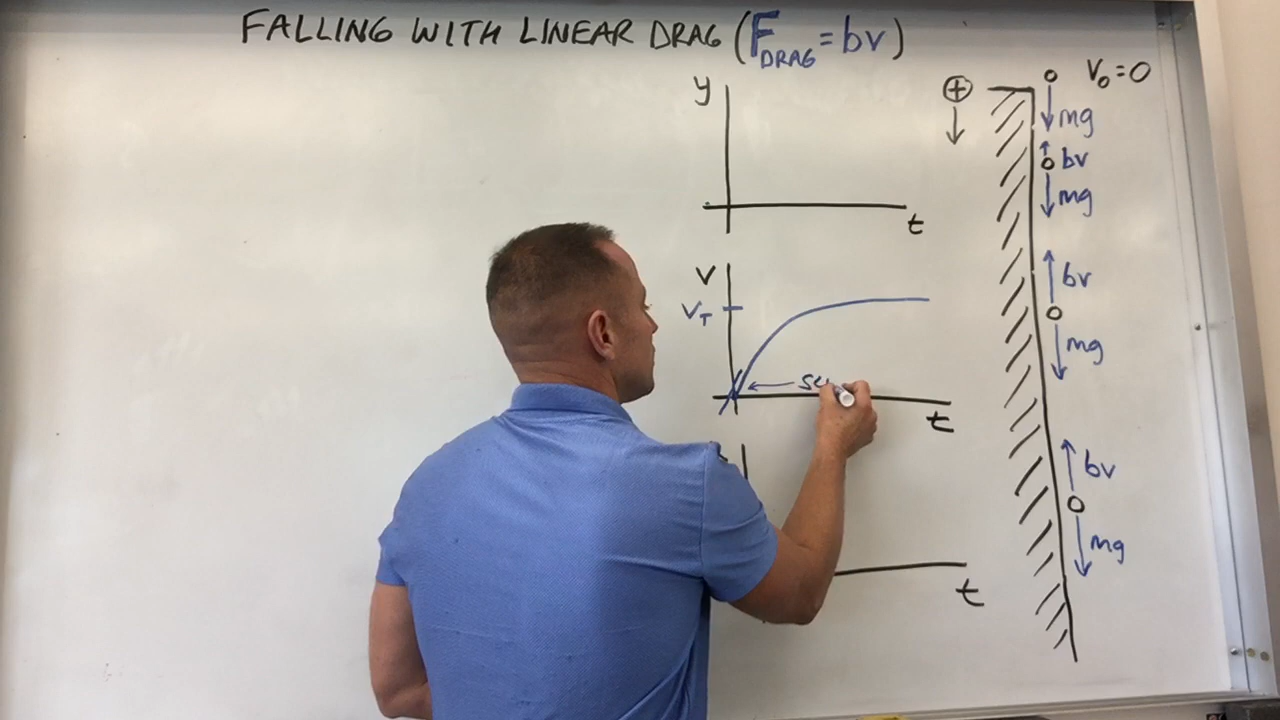 FALLING WITH LINEAR DRAG (F_DRAG = bv)
y
t
⊕
V₀=0
mg
bv
mg
bv
mg
bv
mg
V
V_T
t
t